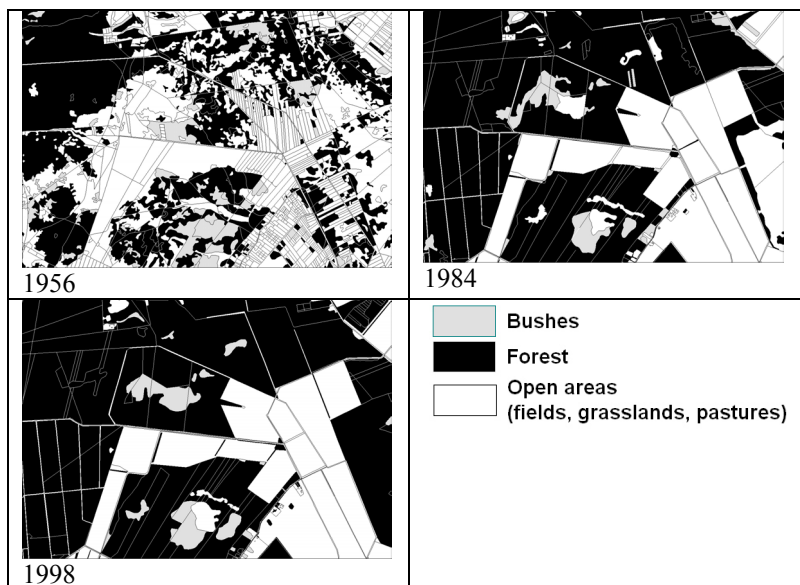 1956
1984
1998
Bushes
Forest
Open areas
(fields, grasslands, pastures)